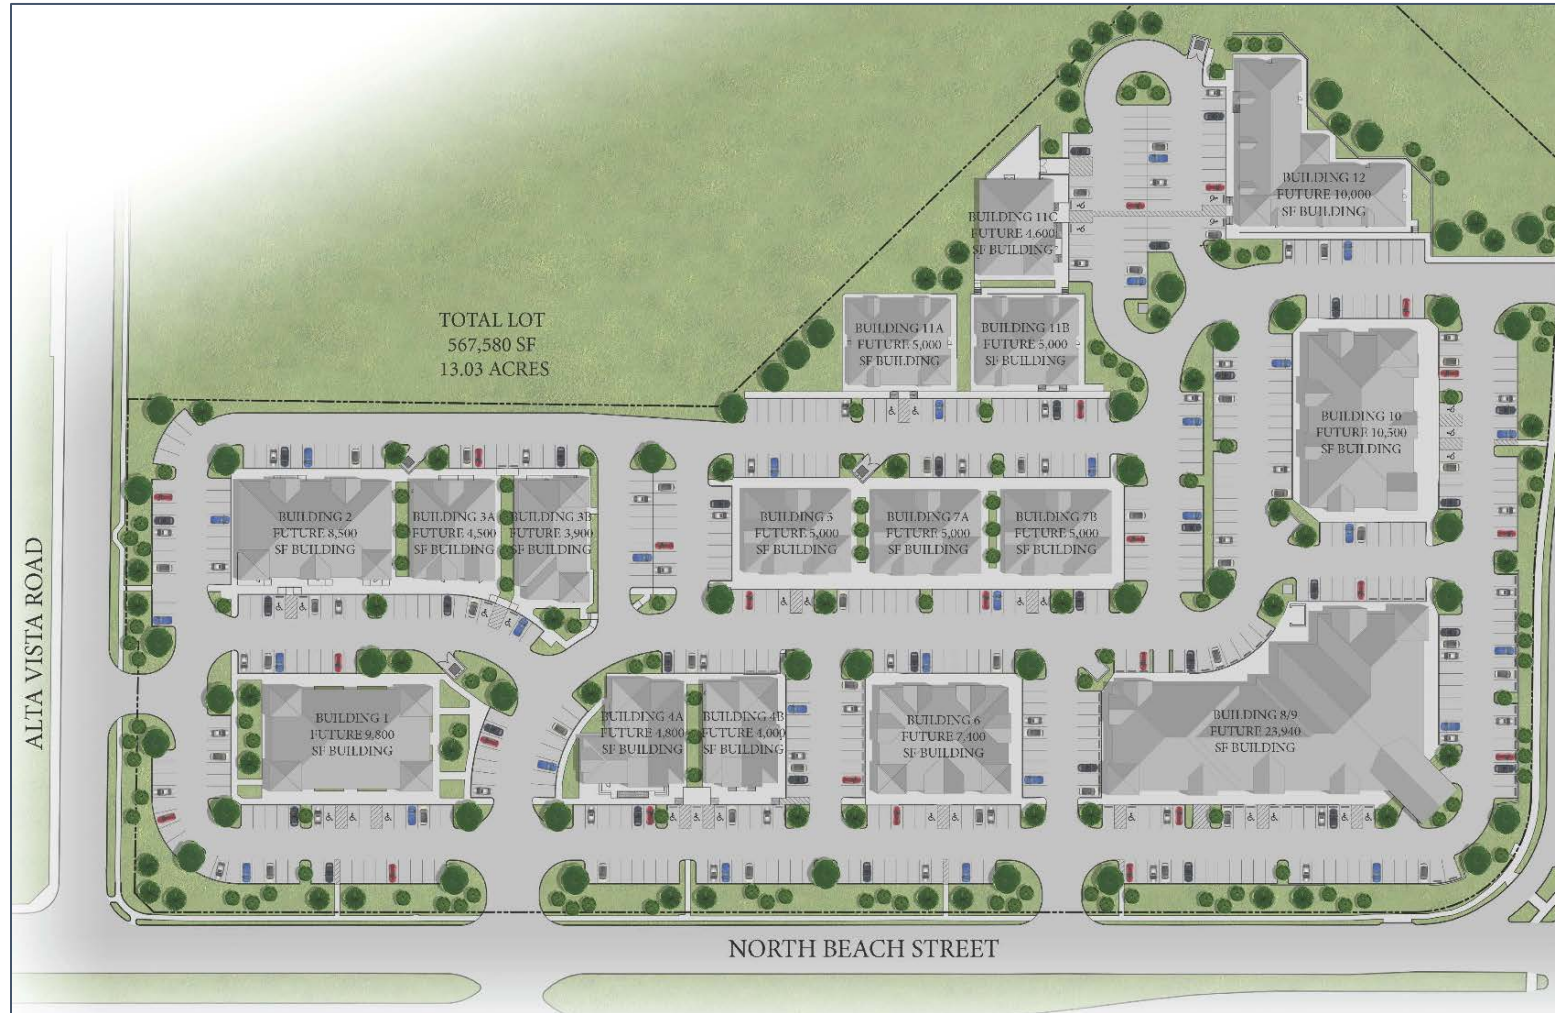 BUILDING 12
FUTURE 10,000
SF BUILDING
BUILDING 11C
FUTURE 4,600
SF BUILDING
TOTAL LOT
567,580 SF
13.03 ACRES
BUILDING 11A
FUTURE 5,000
SF BUILDING
BUILDING 11B
FUTURE 5,000
SF BUILDING
BUILDING 10
FUTURE 10,500
SF BUILDING
BUILDING 2
FUTURE 8,500
SF BUILDING
BUILDING 3A
FUTURE 4,500
SF BUILDING
BUILDING 3B
FUTURE 3,900
SF BUILDING
BUILDING 5
FUTURE 5,000
SF BUILDING
BUILDING 7A
FUTURE 5,000
SF BUILDING
BUILDING 7B
FUTURE 5,000
SF BUILDING
ALTA VISTA ROAD
BUILDING 1
FUTURE 9,800
SF BUILDING
BUILDING 4A
FUTURE 4,800
SF BUILDING
BUILDING 4B
FUTURE 4,000
SF BUILDING
BUILDING 6
FUTURE 7,400
SF BUILDING
BUILDING 8/9
FUTURE 23,940
SF BUILDING
NORTH BEACH STREET